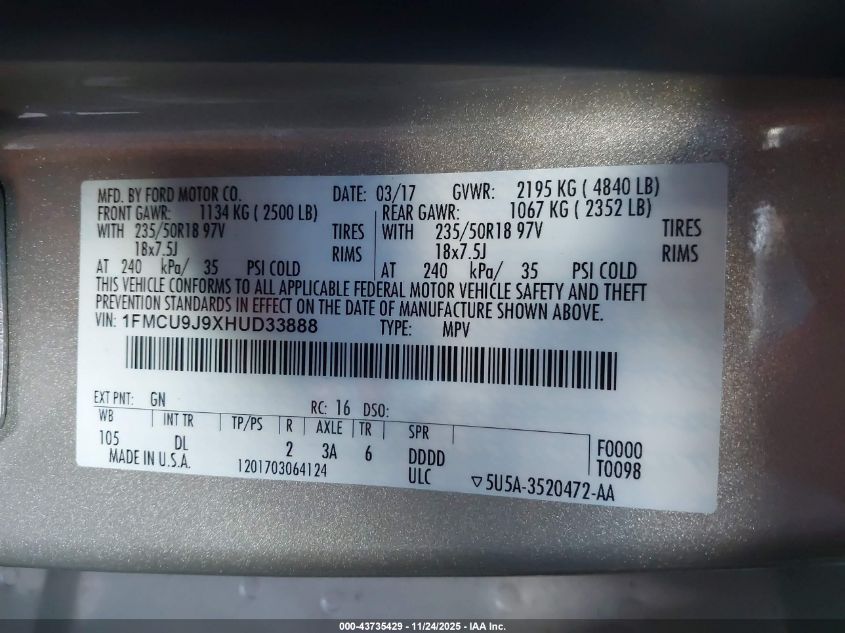 MFD. BY FORD MOTOR CO. DATE: 03/17 GVWR: 2195 KG ( 4840 LB)
FRONT GAWR: 1134 KG ( 2500 LB) REAR GAWR: 1067 KG ( 2352 LB)
WITH 235/50R18 97V TIRES WITH 235/50R18 97V TIRES
18x7.5J RIMS 18x7.5J RIMS
AT 240 kPa/ 35 PSI COLD AT 240 kPa/ 35 PSI COLD
THIS VEHICLE CONFORMS TO ALL APPLICABLE FEDERAL MOTOR VEHICLE SAFETY AND THEFT
PREVENTION STANDARDS IN EFFECT ON THE DATE OF MANUFACTURE SHOWN ABOVE.
VIN: 1FMCU9J9XHUD33888 TYPE: MPV
EXT PNT: GN RC: 16 DSO:
WB INT TR TP/PS R AXLE TR SPR
105 DL 2 3A 6 DDDD F0000
MADE IN U.S.A. 1201703064124 ULC T0098
▽5U5A-3520472-AA
000-43735429 - 11/24/2025 - IAA Inc.